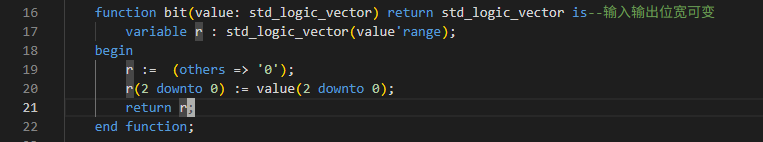 16 function bit(value: std_logic_vector) return std_logic_vector is--输入输出位宽可变
17 variable r : std_logic_vector(value'range);
18 begin
19 r :=  (others => '0');
20 r(2 downto 0) := value(2 downto 0);
21 return r;
22 end function;